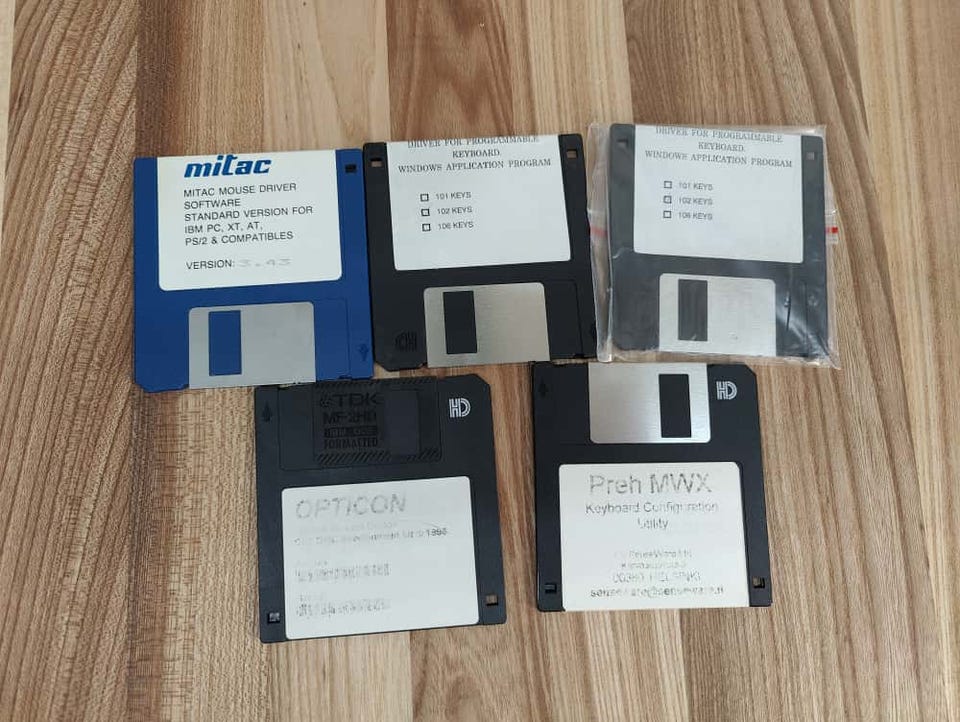 mitac
MITAC MOUSE DRIVER
SOFTWARE
STANDARD VERSION FOR
IBM PC, XT, AT,
PS/2 & COMPATIBLES
VERSION: 3.43
DRIVER FOR PROGRAMMABLE
KEYBOARD.
WINDOWS APPLICATION PROGRAM
101 KEYS
102 KEYS
106 KEYS
DRIVER FOR PROGRAMMABLE
KEYBOARD.
WINDOWS APPLICATION PROGRAM
101 KEYS
102 KEYS
106 KEYS
TDK
MF-2HD
FORMATTED
HD
OPTICON
1998
HD
Preh MWX
Keyboard Configuration
Utility
00380 HELSINKI